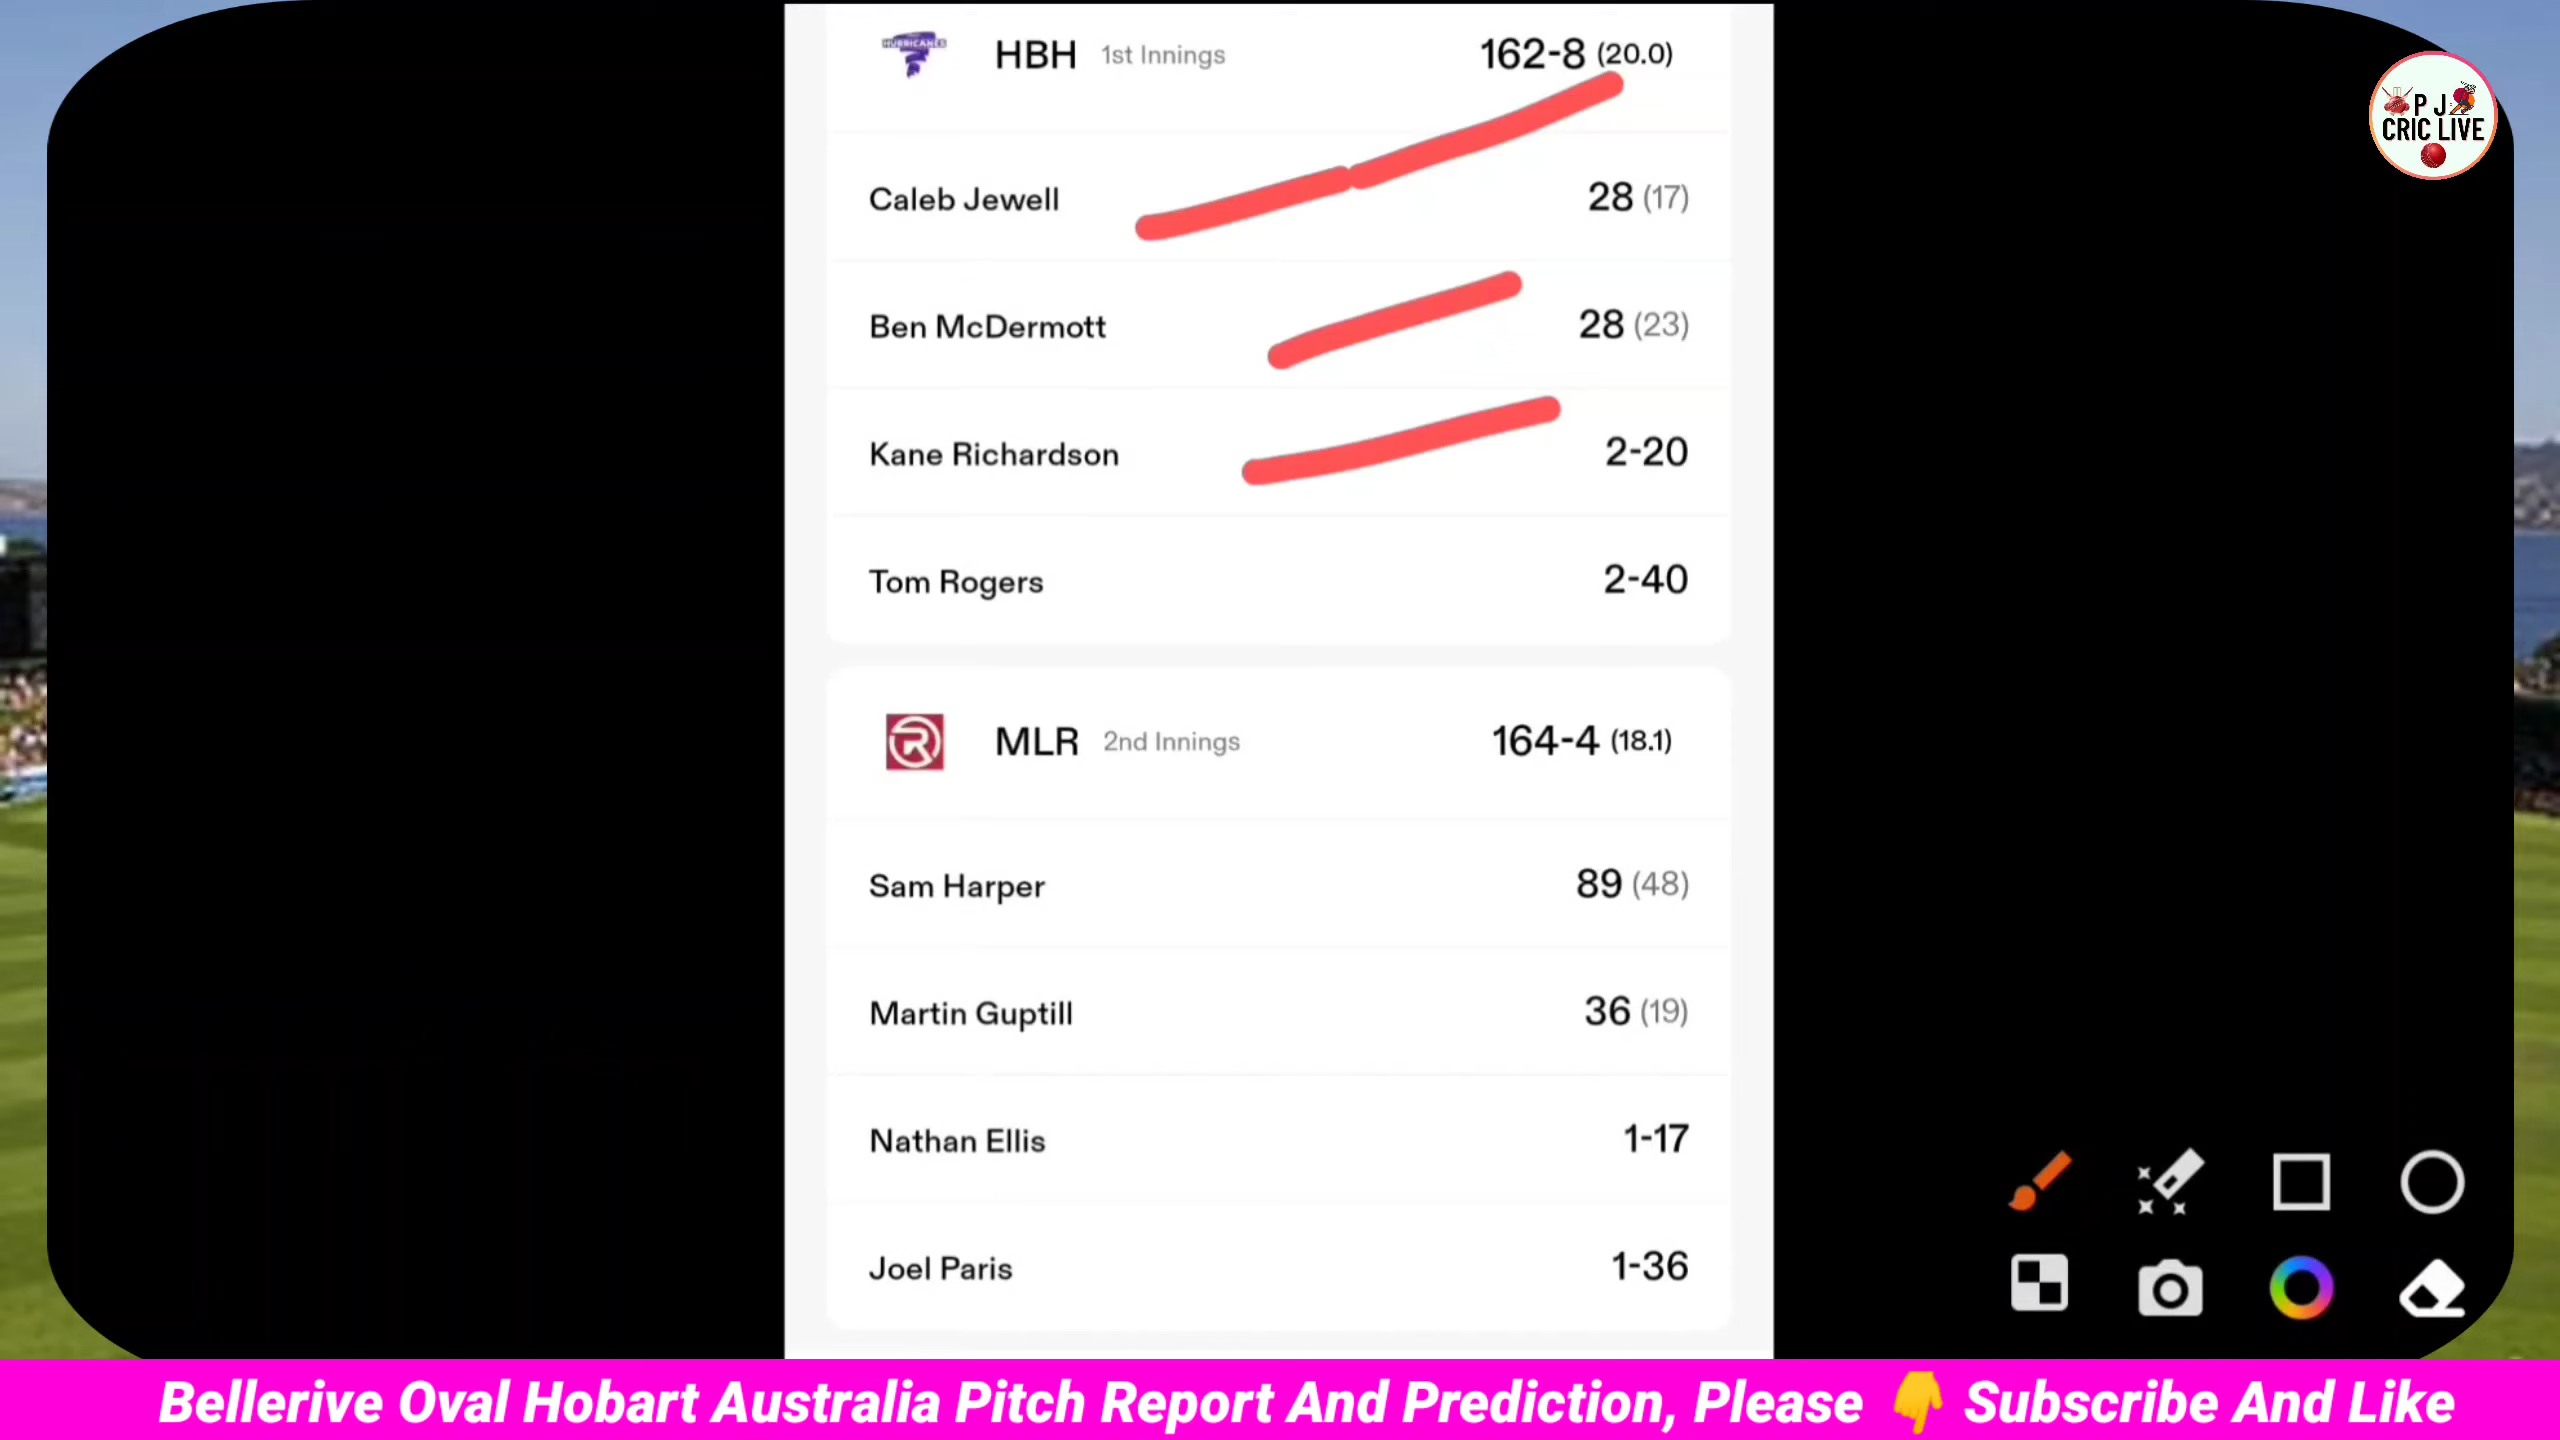 HURRICANES
HBH 1st Innings 162-8 (20.0)
P J
CRIC LIVE
Caleb Jewell 28 (17)
Ben McDermott 28 (23)
Kane Richardson 2-20
Tom Rogers 2-40
MLR 2nd Innings 164-4 (18.1)
Sam Harper 89 (48)
Martin Guptill 36 (19)
Nathan Ellis 1-17
Joel Paris 1-36
Bellerive Oval Hobart Australia Pitch Report And Prediction, Please 👇 Subscribe And Like